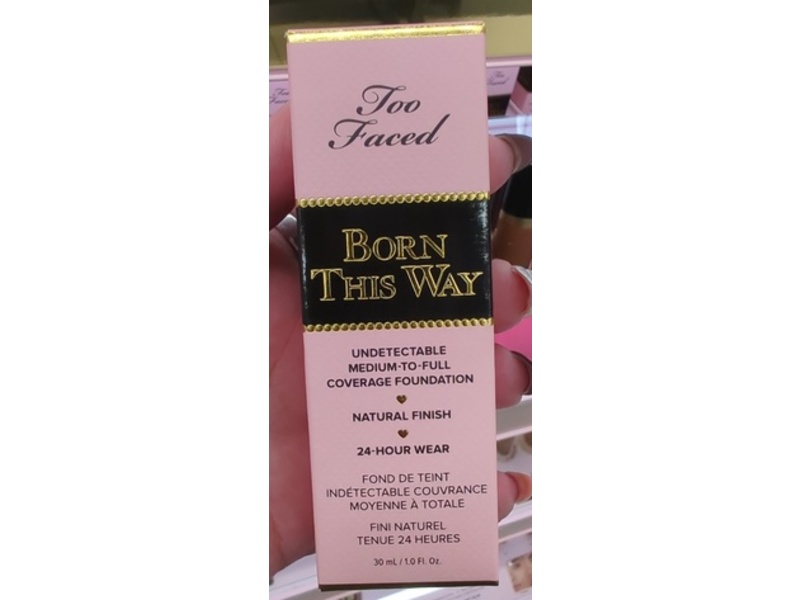 Too
Faced
BORN
THIS WAY
UNDETECTABLE
MEDIUM-TO-FULL
COVERAGE FOUNDATION
NATURAL FINISH
24-HOUR WEAR
FOND DE TEINT
INDÉTECTABLE COUVRANCE
MOYENNE À TOTALE
FINI NATUREL
TENUE 24 HEURES
30 mL / 1.0 Fl. Oz.